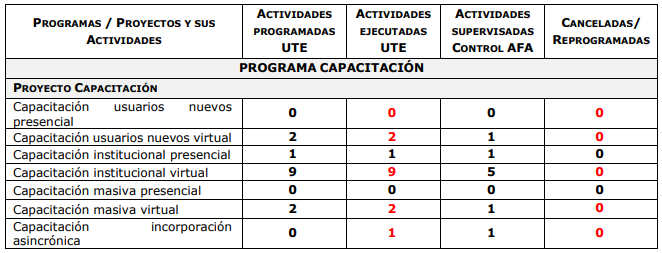 PROGRAMAS / PROYECTOS Y SUS ACTIVIDADES
ACTIVIDADES PROGRAMADAS UTE
ACTIVIDADES EJECUTADAS UTE
ACTIVIDADES SUPERVISADAS CONTROL AFA
CANCELADAS/ REPROGRAMADAS
PROGRAMA CAPACITACIÓN
PROYECTO CAPACITACIÓN
Capacitación usuarios nuevos presencial 0 0 0 0
Capacitación usuarios nuevos virtual 2 2 1 0
Capacitación institucional presencial 1 1 1 0
Capacitación institucional virtual 9 9 5 0
Capacitación masiva presencial 0 0 0 0
Capacitación masiva virtual 2 2 1 0
Capacitación incorporación asincrónica 0 1 1 0